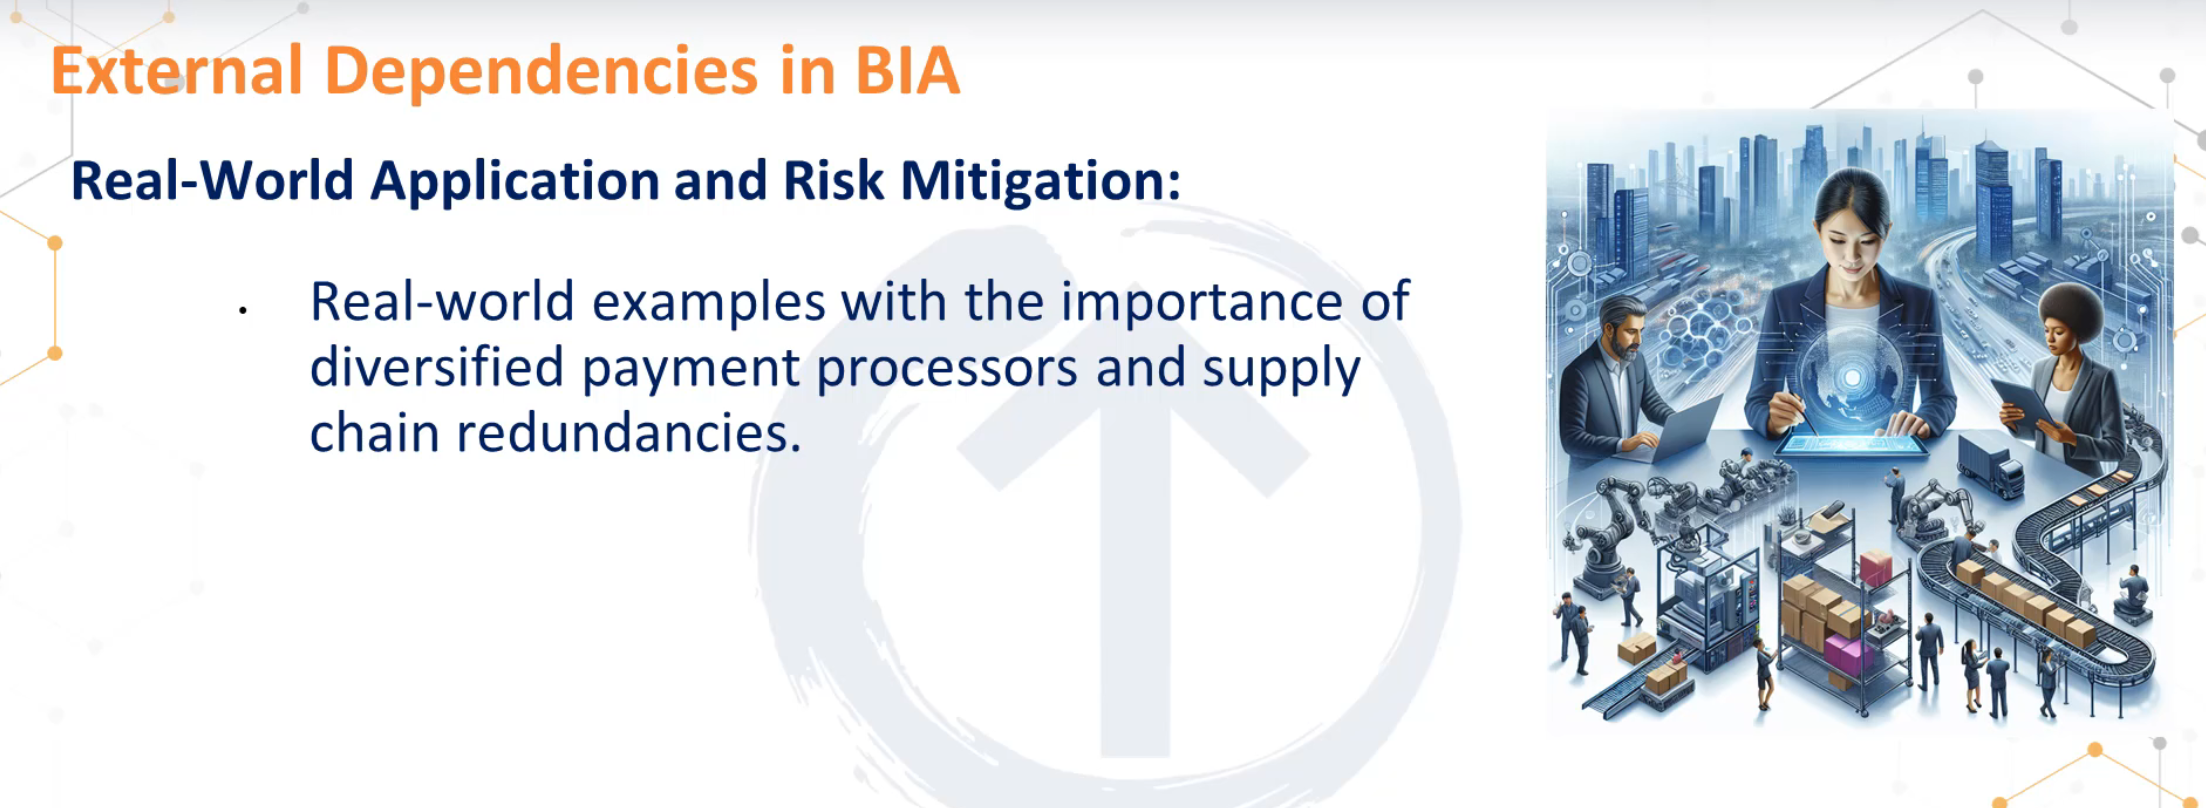 External Dependencies in BIA
Real-World Application and Risk Mitigation:
· Real-world examples with the importance of
diversified payment processors and supply
chain redundancies.